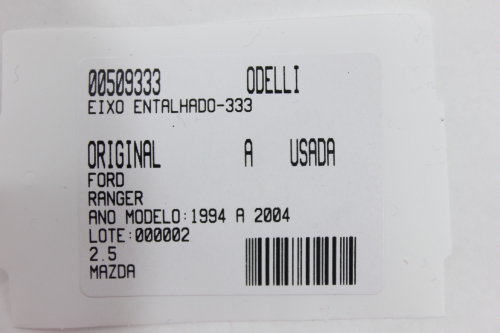 00509333 ODELLI
EIXO ENTALHADO-333
ORIGINAL A USADA
FORD
RANGER
ANO MODELO:1994 A 2004
LOTE:000002
2.5
MAZDA